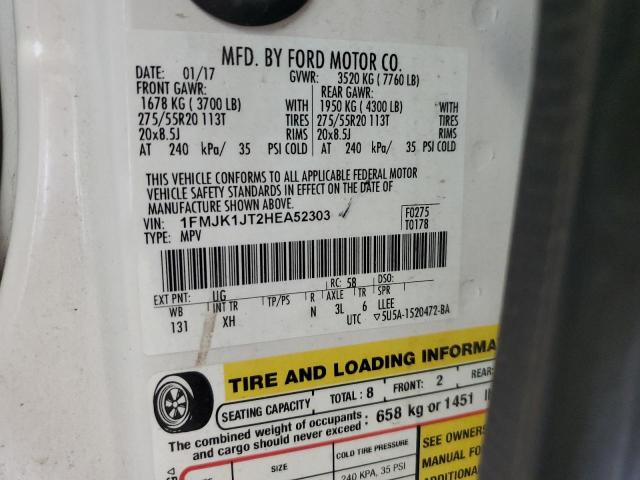 MFD. BY FORD MOTOR CO.
DATE: 01/17 GVWR: 3520 KG ( 7760 LB)
FRONT GAWR: REAR GAWR:
1678 KG ( 3700 LB) WITH 1950 KG ( 4300 LB) WITH
275/55R20 113T TIRES 275/55R20 113T TIRES
20x8.5J RIMS 20x8.5J RIMS
AT 240 kPa/ 35 PSI COLD AT 240 kPa/ 35 PSI COLD
THIS VEHICLE CONFORMS TO ALL APPLICABLE FEDERAL MOTOR
VEHICLE SAFETY STANDARDS IN EFFECT ON THE DATE OF
MANUFACTURE SHOWN ABOVE.
VIN: 1FMJK1JT2HEA52303 F0275
TYPE: MPV T0178
EXT PNT: UG RC: 58 DSO:
WB INT TR TP/PS R AXLE TR SPR
131 XH N 3L 6 LLEE
UTC ▽5U5A-1520472-BA
TIRE AND LOADING INFORMA
SEATING CAPACITY TOTAL : 8 FRONT: 2 REAR:
The combined weight of occupants
and cargo should never exceed : 658 kg or 1451
SIZE COLD TIRE PRESSURE SEE OWNERS
MANUAL FOR
240 KPA, 35 PSI ADDITIONAL